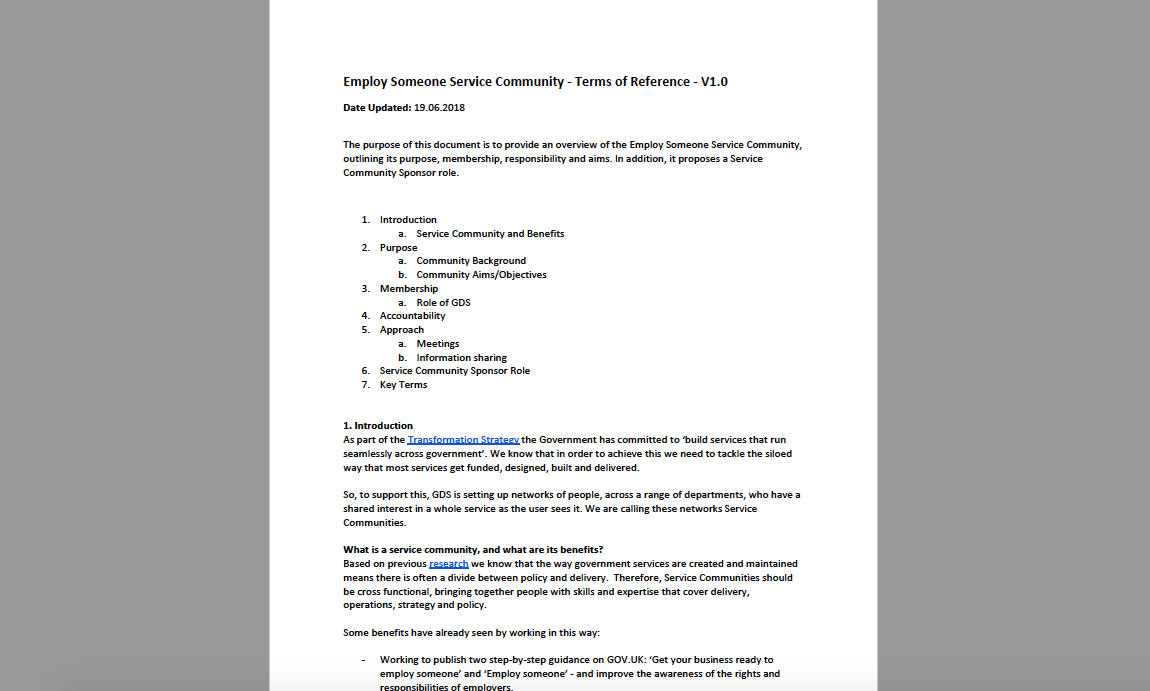 Employ Someone Service Community - Terms of Reference - V1.0
Date Updated: 19.06.2018
The purpose of this document is to provide an overview of the Employ Someone Service Community,
outlining its purpose, membership, responsibility and aims. In addition, it proposes a Service
Community Sponsor role.
1. Introduction
a. Service Community and Benefits
2. Purpose
a. Community Background
b. Community Aims/Objectives
3. Membership
a. Role of GDS
4. Accountability
5. Approach
a. Meetings
b. Information sharing
6. Service Community Sponsor Role
7. Key Terms
1. Introduction
As part of the Transformation Strategy the Government has committed to ‘build services that run
seamlessly across government’. We know that in order to achieve this we need to tackle the siloed
way that most services get funded, designed, built and delivered.
So, to support this, GDS is setting up networks of people, across a range of departments, who have a
shared interest in a whole service as the user sees it. We are calling these networks Service
Communities.
What is a service community, and what are its benefits?
Based on previous research we know that the way government services are created and maintained
means there is often a divide between policy and delivery.  Therefore, Service Communities should
be cross functional, bringing together people with skills and expertise that cover delivery,
operations, strategy and policy.
Some benefits have already seen by working in this way:
- Working to publish two step-by-step guidance on GOV.UK: ‘Get your business ready to
employ someone’ and ‘Employ someone’ - and improve the awareness of the rights and
responsibilities of employers.